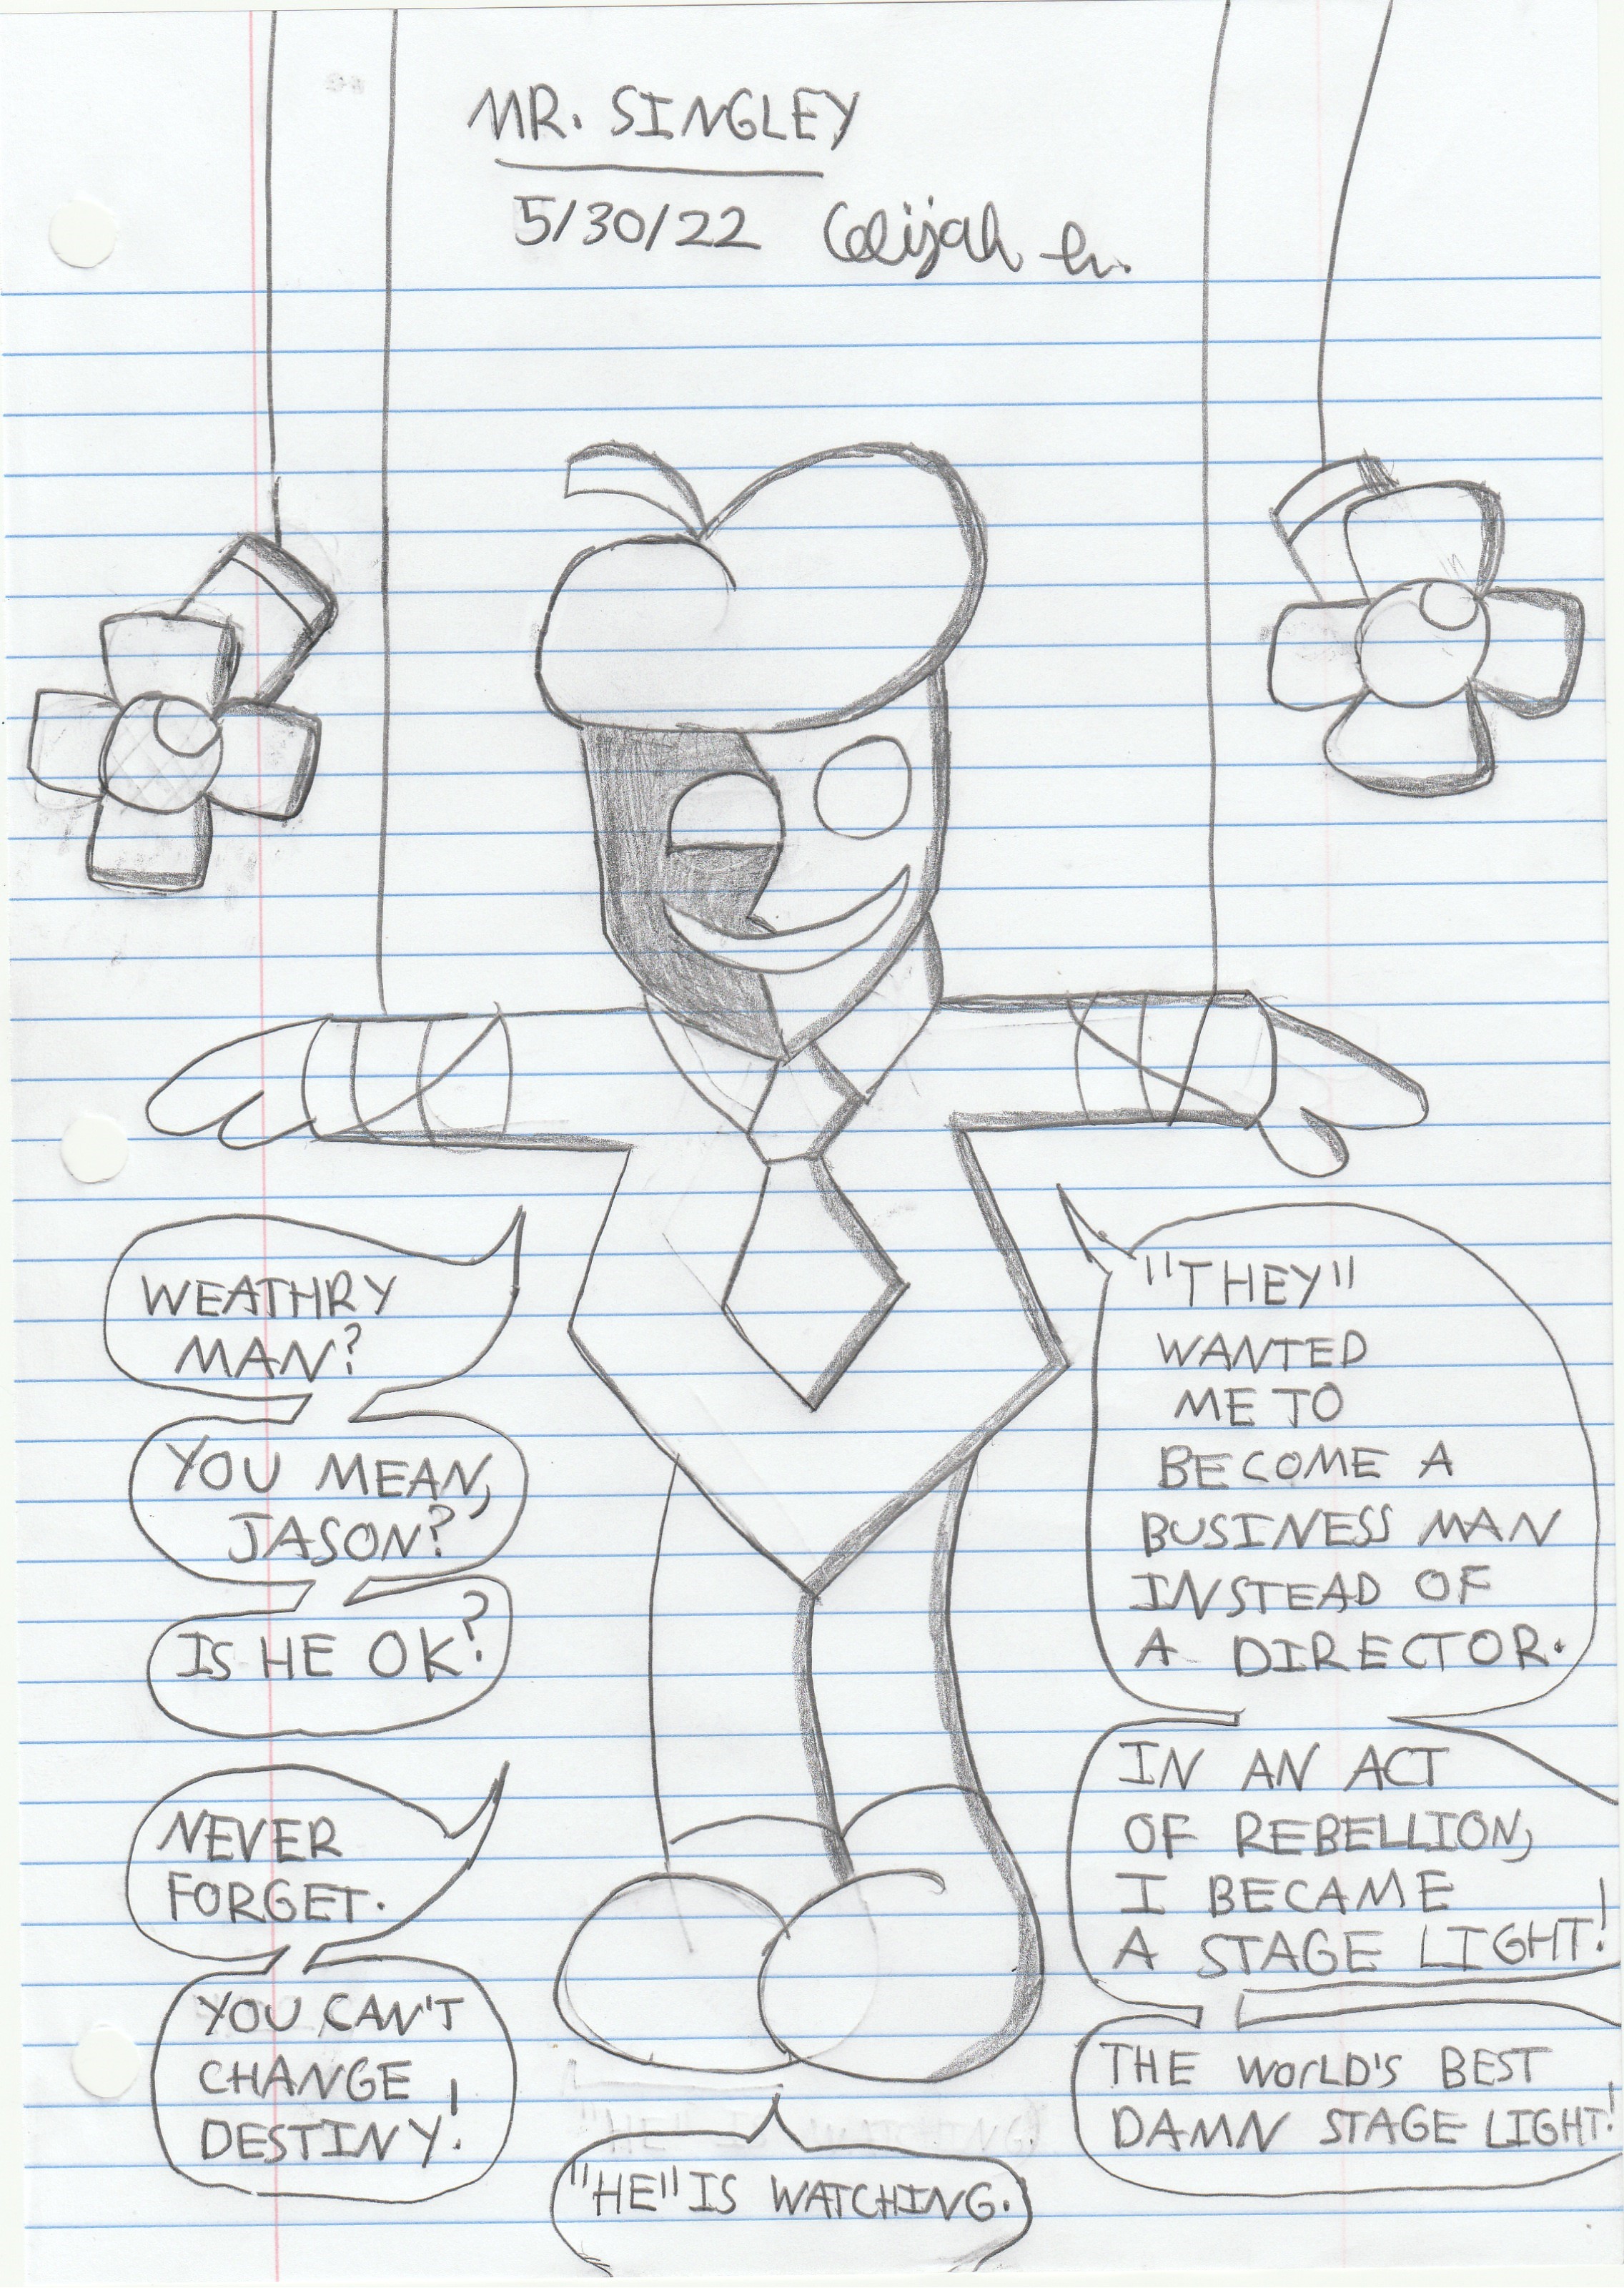 MR. SINGLEY
5/30/22
WEATHRY
MAN?
YOU MEAN,
JASON?
IS HE OK?
NEVER
FORGET.
YOU CAN'T
CHANGE
DESTINY!
"HE" IS WATCHING.
"THEY"
WANTED
ME TO
BECOME A
BUSINESS MAN
INSTEAD OF
A DIRECTOR.
IN AN ACT
OF REBELLION,
I BECAME
A STAGE LIGHT!
THE WORLD'S BEST
DAMN STAGE LIGHT!